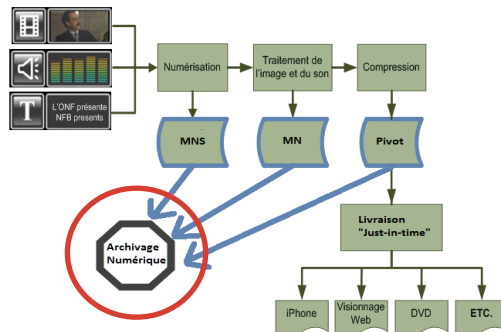 T
L'ONF présente
NFB presents
Numérisation
Traitement de
l'image et du son
Compression
MNS
MN
Pivot
Archivage
Numérique
Livraison
"Just-in-time"
iPhone
Visionnage
Web
DVD
ETC.